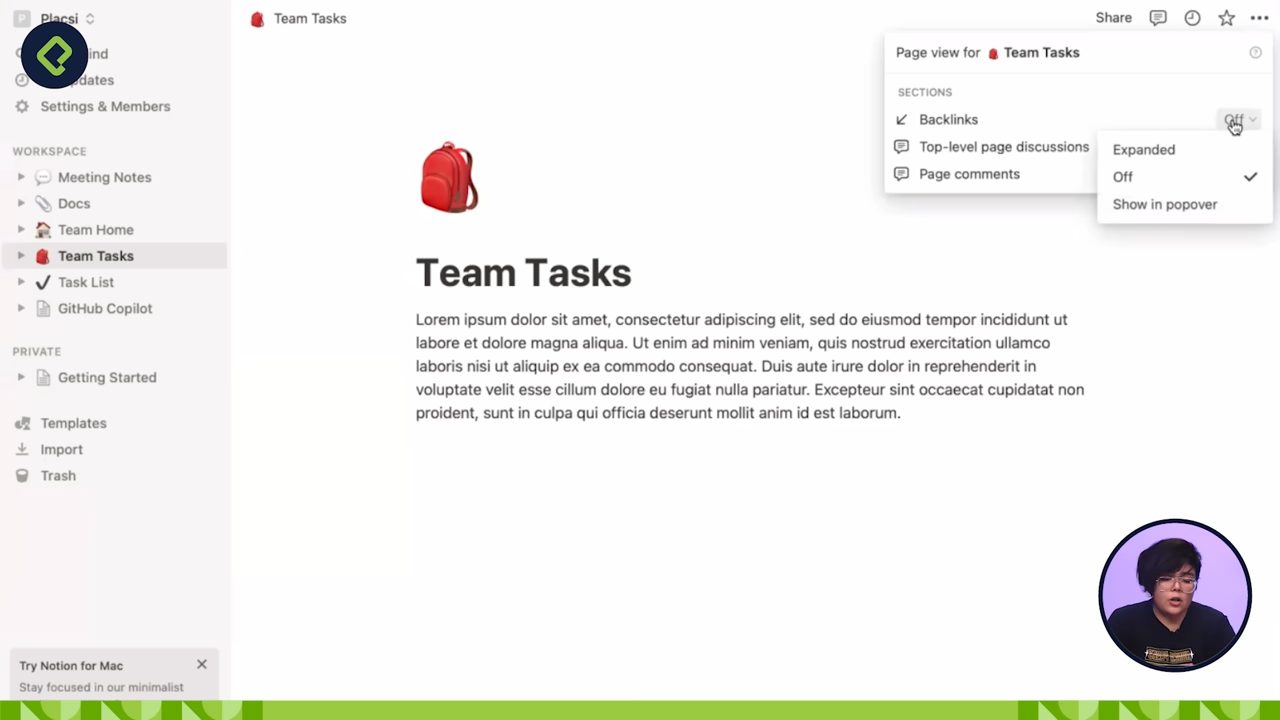 Placsi
Team Tasks
Share
ind
dates
Settings & Members
WORKSPACE
Meeting Notes
Docs
Team Home
Team Tasks
Task List
GitHub Copilot
PRIVATE
Getting Started
Templates
Import
Trash
Try Notion for Mac
Stay focused in our minimalist
Page view for Team Tasks
SECTIONS
Backlinks
Off
Top-level page discussions
Page comments
Expanded
Off
Show in popover
Team Tasks
Lorem ipsum dolor sit amet, consectetur adipiscing elit, sed do eiusmod tempor incididunt ut
labore et dolore magna aliqua. Ut enim ad minim veniam, quis nostrud exercitation ullamco
laboris nisi ut aliquip ex ea commodo consequat. Duis aute irure dolor in reprehenderit in
voluptate velit esse cillum dolore eu fugiat nulla pariatur. Excepteur sint occaecat cupidatat non
proident, sunt in culpa qui officia deserunt mollit anim id est laborum.